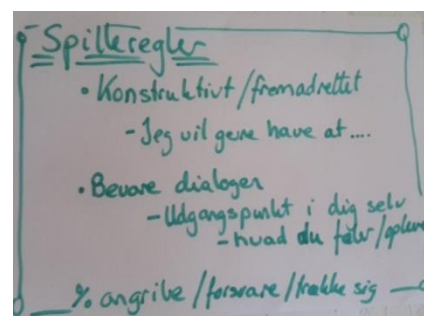 Spilleregler
• Konstruktivt/fremadrettet
- Jeg vil gerne have at ....
• Bevare dialogen
- Udgangspunkt i dig selv
- hvad du føler/oplever
% angribe/forsvare/trække sig